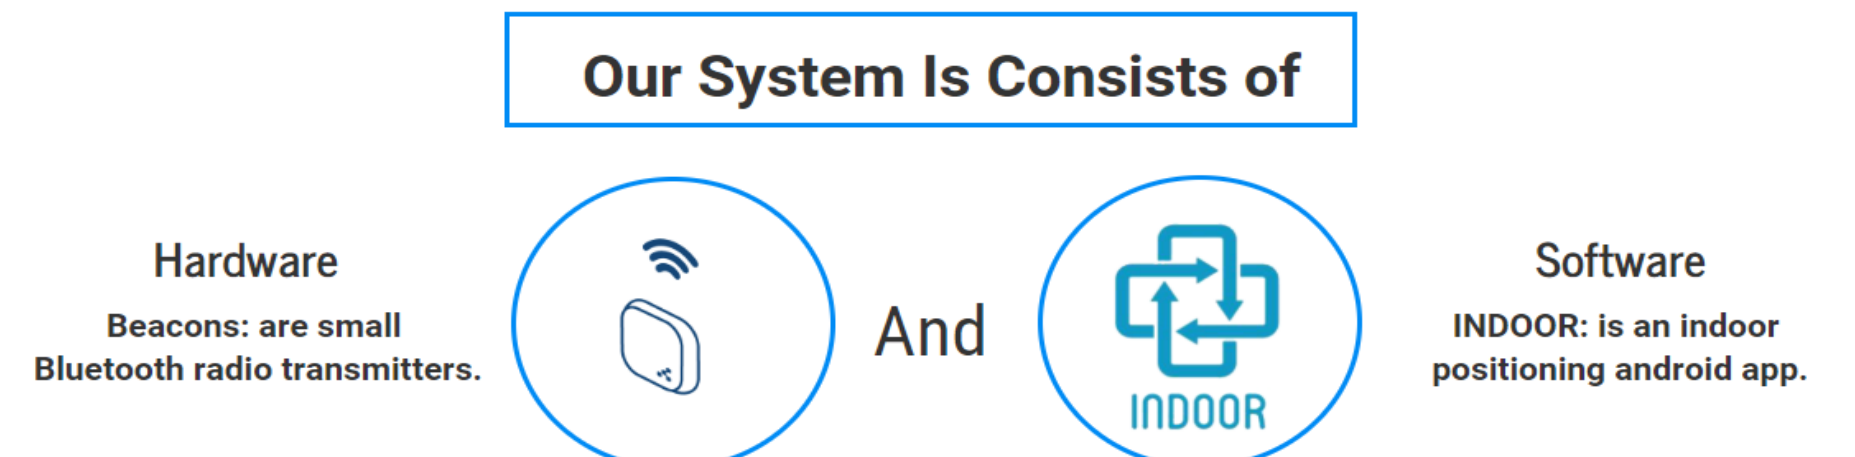 Our System Is Consists of
Hardware
Beacons: are small
Bluetooth radio transmitters.
And
INDOOR
Software
INDOOR: is an indoor
positioning android app.